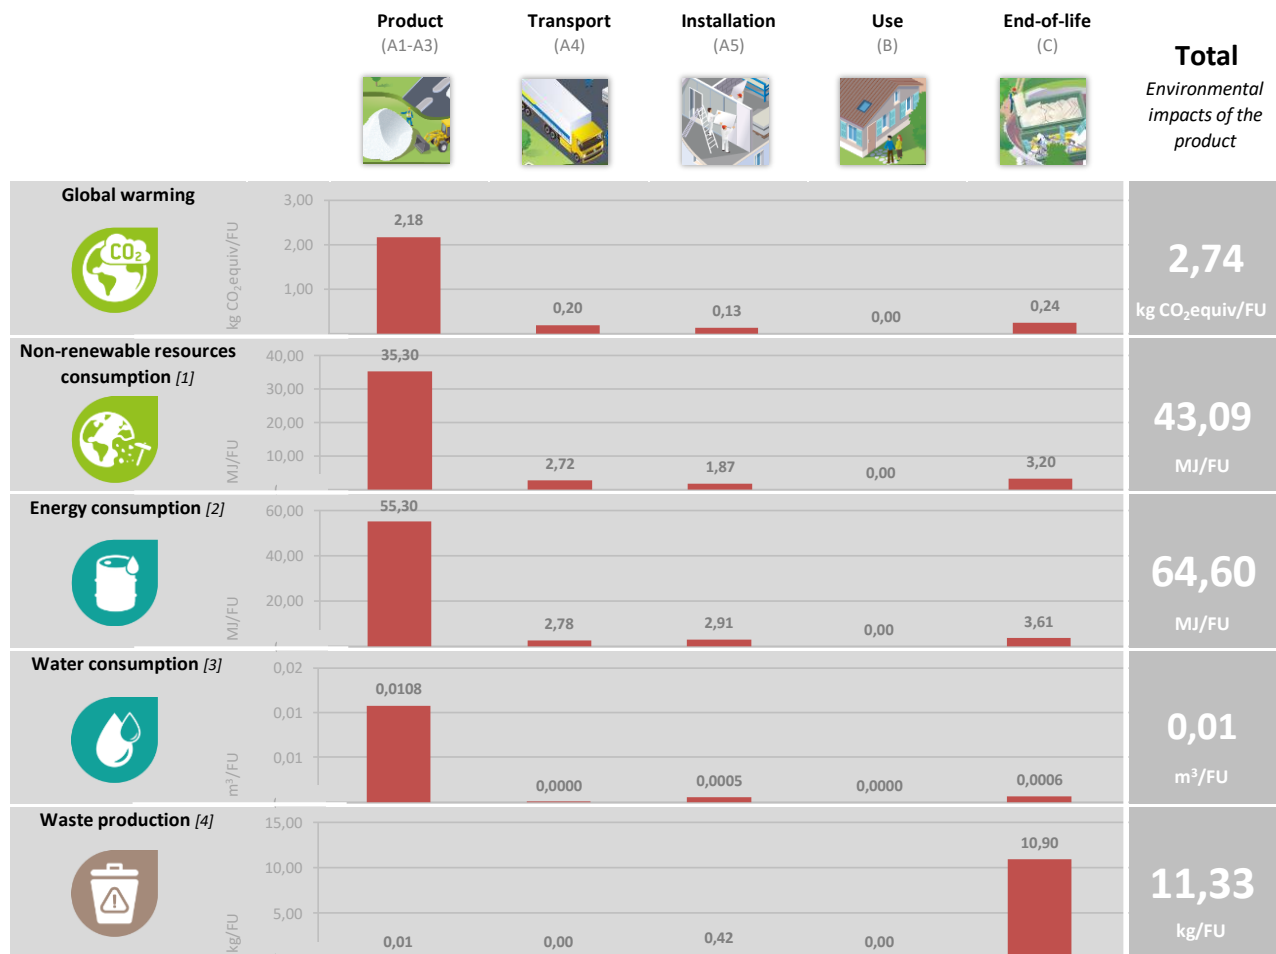 Product
(A1-A3)
Transport
(A4)
Installation
(A5)
Use
(B)
End-of-life
(C)
Total
Environmental
impacts of the
product
Global warming
CO2
kg CO2equiv/FU
3,00
2,00
1,00
2,18
0,20
0,13
0,00
0,24
2,74
kg CO2equiv/FU
Non-renewable resources
consumption [1]
MJ/FU
40,00
30,00
20,00
10,00
35,30
2,72
1,87
0,00
3,20
43,09
MJ/FU
Energy consumption [2]
MJ/FU
60,00
40,00
20,00
55,30
2,78
2,91
0,00
3,61
64,60
MJ/FU
Water consumption [3]
m³/FU
0,02
0,01
0,01
0,0108
0,0000
0,0005
0,0000
0,0006
0,01
m³/FU
Waste production [4]
kg/FU
15,00
10,00
5,00
0,01
0,00
0,42
0,00
10,90
11,33
kg/FU